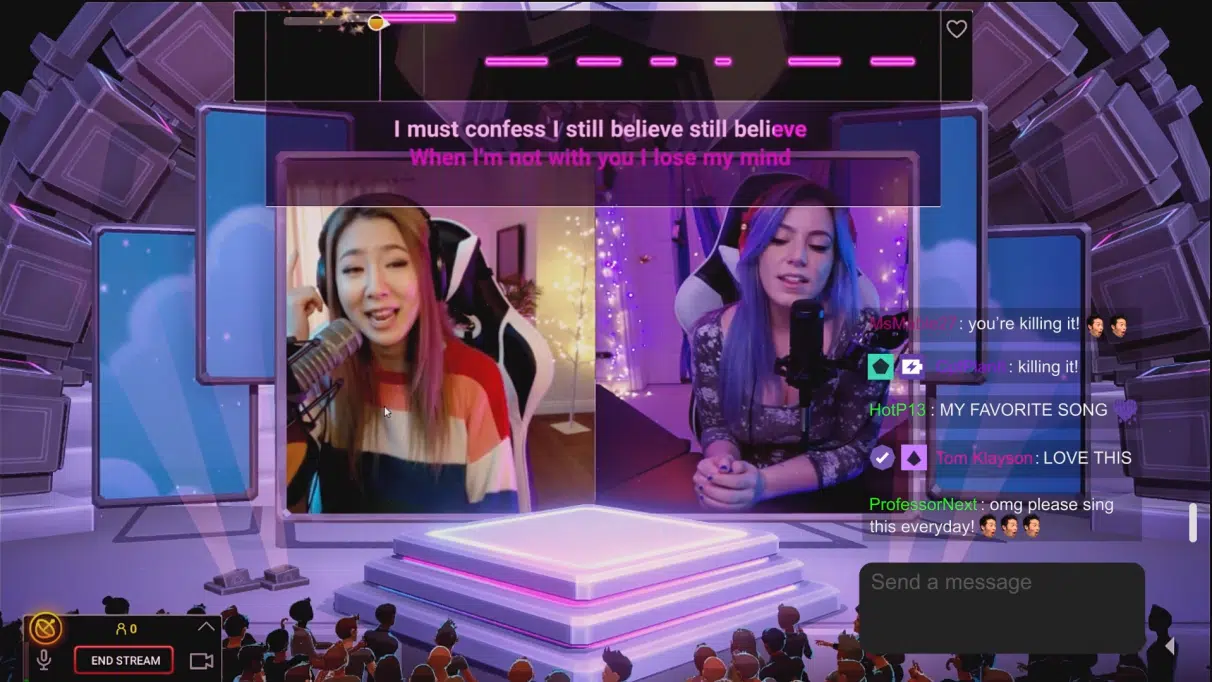 I must confess I still believe still believe
When I'm not with you I lose my mind
: you're killing it!
: killing it!
HotP13 : MY FAVORITE SONG
Tom Klayson : LOVE THIS
ProfessorNext : omg please sing
this everyday!
Send a message
0
END STREAM